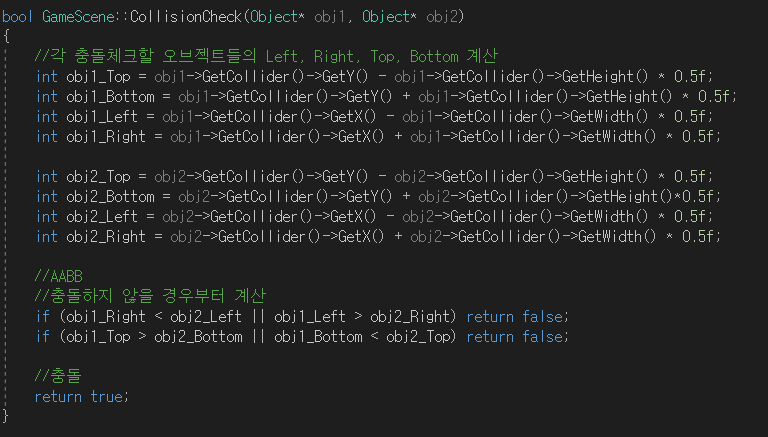 bool GameScene::CollisionCheck(Object* obj1, Object* obj2)
{
//각 충돌체크할 오브젝트들의 Left, Right, Top, Bottom 계산
int obj1_Top = obj1->GetCollider()->GetY() - obj1->GetCollider()->GetHeight() * 0.5f;
int obj1_Bottom = obj1->GetCollider()->GetY() + obj1->GetCollider()->GetHeight() * 0.5f;
int obj1_Left = obj1->GetCollider()->GetX() - obj1->GetCollider()->GetWidth() * 0.5f;
int obj1_Right = obj1->GetCollider()->GetX() + obj1->GetCollider()->GetWidth() * 0.5f;
int obj2_Top = obj2->GetCollider()->GetY() - obj2->GetCollider()->GetHeight() * 0.5f;
int obj2_Bottom = obj2->GetCollider()->GetY() + obj2->GetCollider()->GetHeight()*0.5f;
int obj2_Left = obj2->GetCollider()->GetX() - obj2->GetCollider()->GetWidth() * 0.5f;
int obj2_Right = obj2->GetCollider()->GetX() + obj2->GetCollider()->GetWidth() * 0.5f;
//AABB
//충돌하지 않을 경우부터 계산
if (obj1_Right < obj2_Left || obj1_Left > obj2_Right) return false;
if (obj1_Top > obj2_Bottom || obj1_Bottom < obj2_Top) return false;
//충돌
return true;
}